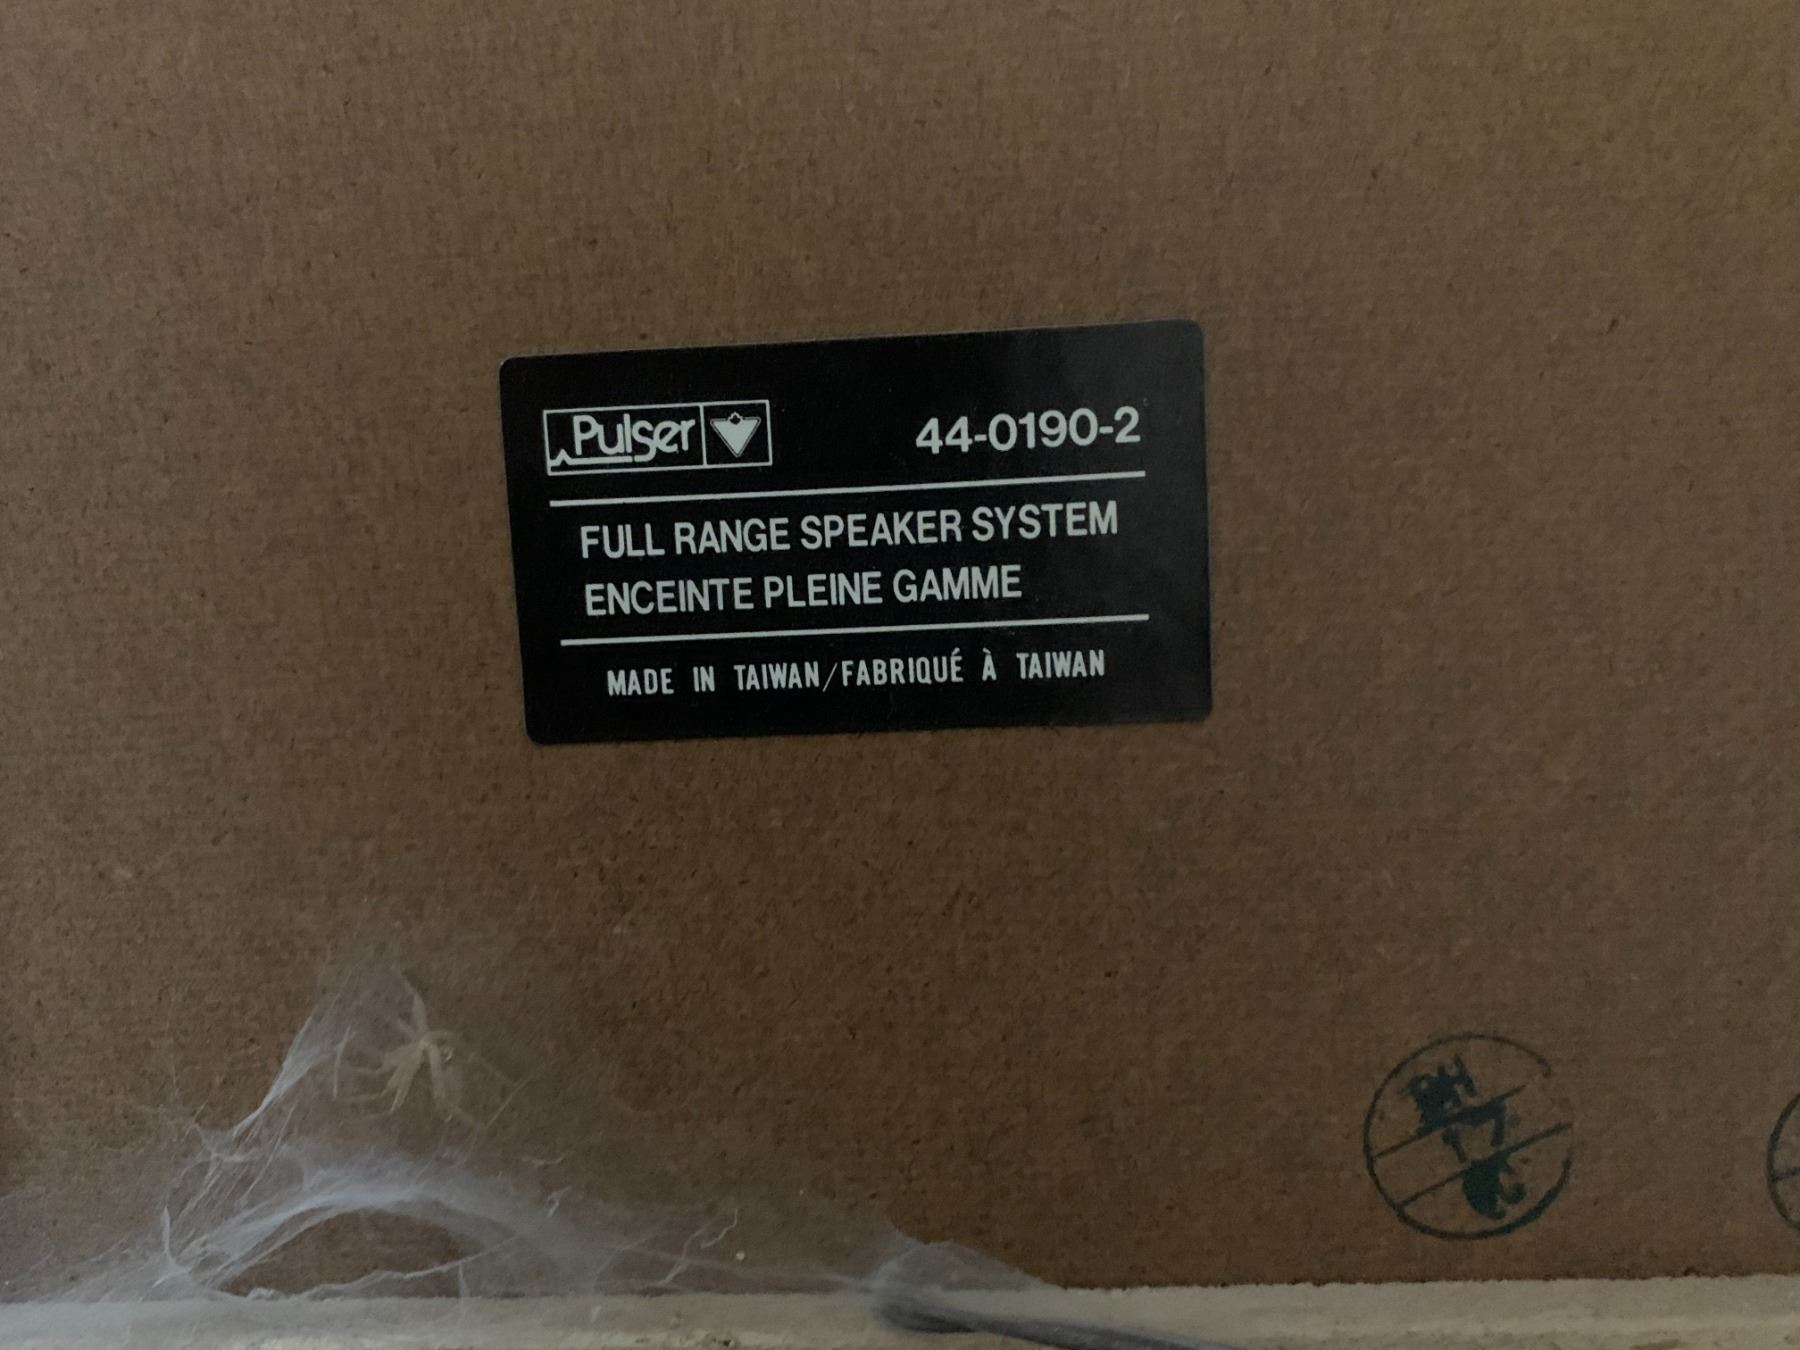 Pulser
44-0190-2
FULL RANGE SPEAKER SYSTEM
ENCEINTE PLEINE GAMME
MADE IN TAIWAN/FABRIQUÉ À TAIWAN